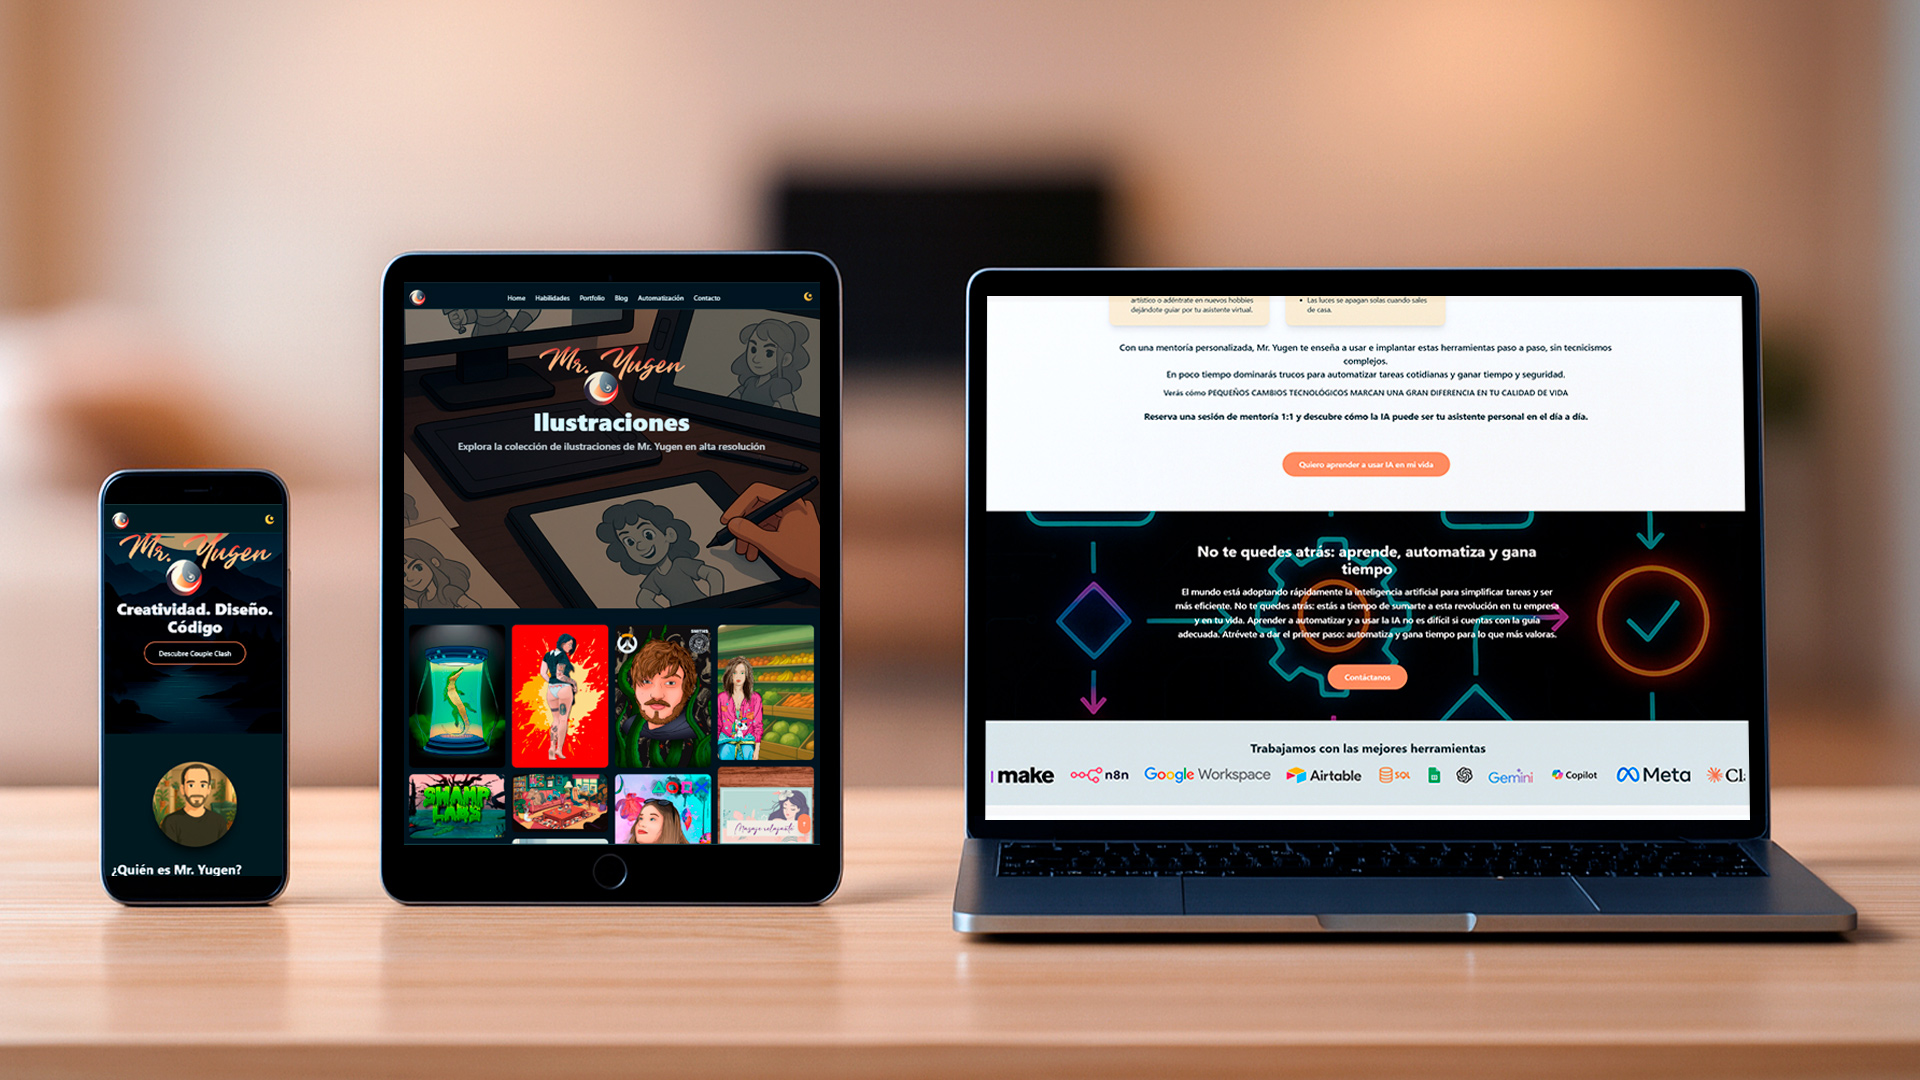 Mr. Yugen
Creatividad. Diseño.
Código
Descubre Couple Clash
¿Quién es Mr. Yugen?
Home Habilidades Portfolio Blog Automatización Contacto
Mr. Yugen
Ilustraciones
Explora la colección de ilustraciones de Mr. Yugen en alta resolución
SWAMP
LAND
Masaje relajante
artístico o adéntrate en nuevos hobbies
dejándote guiar por tu asistente virtual.
• Las luces se apagan solas cuando sales
de casa.
Con una mentoría personalizada, Mr. Yugen te enseña a usar e implantar estas herramientas paso a paso, sin tecnicismos
complejos.
En poco tiempo dominarás trucos para automatizar tareas cotidianas y ganar tiempo y seguridad.
Verás cómo PEQUEÑOS CAMBIOS TECNOLÓGICOS MARCAN UNA GRAN DIFERENCIA EN TU CALIDAD DE VIDA
Reserva una sesión de mentoría 1:1 y descubre cómo la IA puede ser tu asistente personal en el día a día.
Quiero aprender a usar IA en mi vida
No te quedes atrás: aprende, automatiza y gana
tiempo
El mundo está adoptando rápidamente la inteligencia artificial para simplificar tareas y ser
más eficiente. No te quedes atrás: estás a tiempo de sumarte a esta revolución en tu empresa
y en tu vida. Aprender a automatizar y a usar la IA no es difícil si cuentas con la guía
adecuada. Atrévete a dar el primer paso: automatiza y gana tiempo para lo que más valoras.
Contáctanos
Trabajamos con las mejores herramientas
make n8n Google Workspace Airtable SQL Gemini Copilot Meta Cl